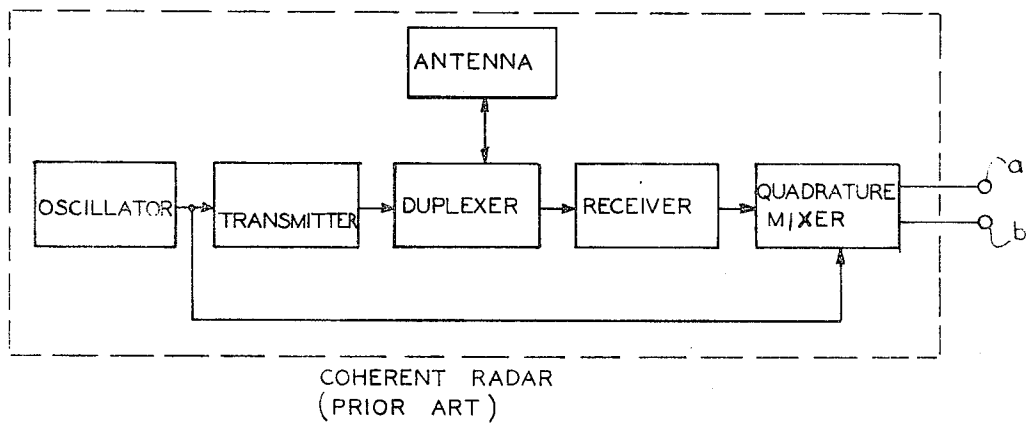 ANTENNA
OSCILLATOR
TRANSMITTER
DUPLEXER
RECEIVER
QUADRATURE
MIXER
a
b
COHERENT RADAR
(PRIOR ART)